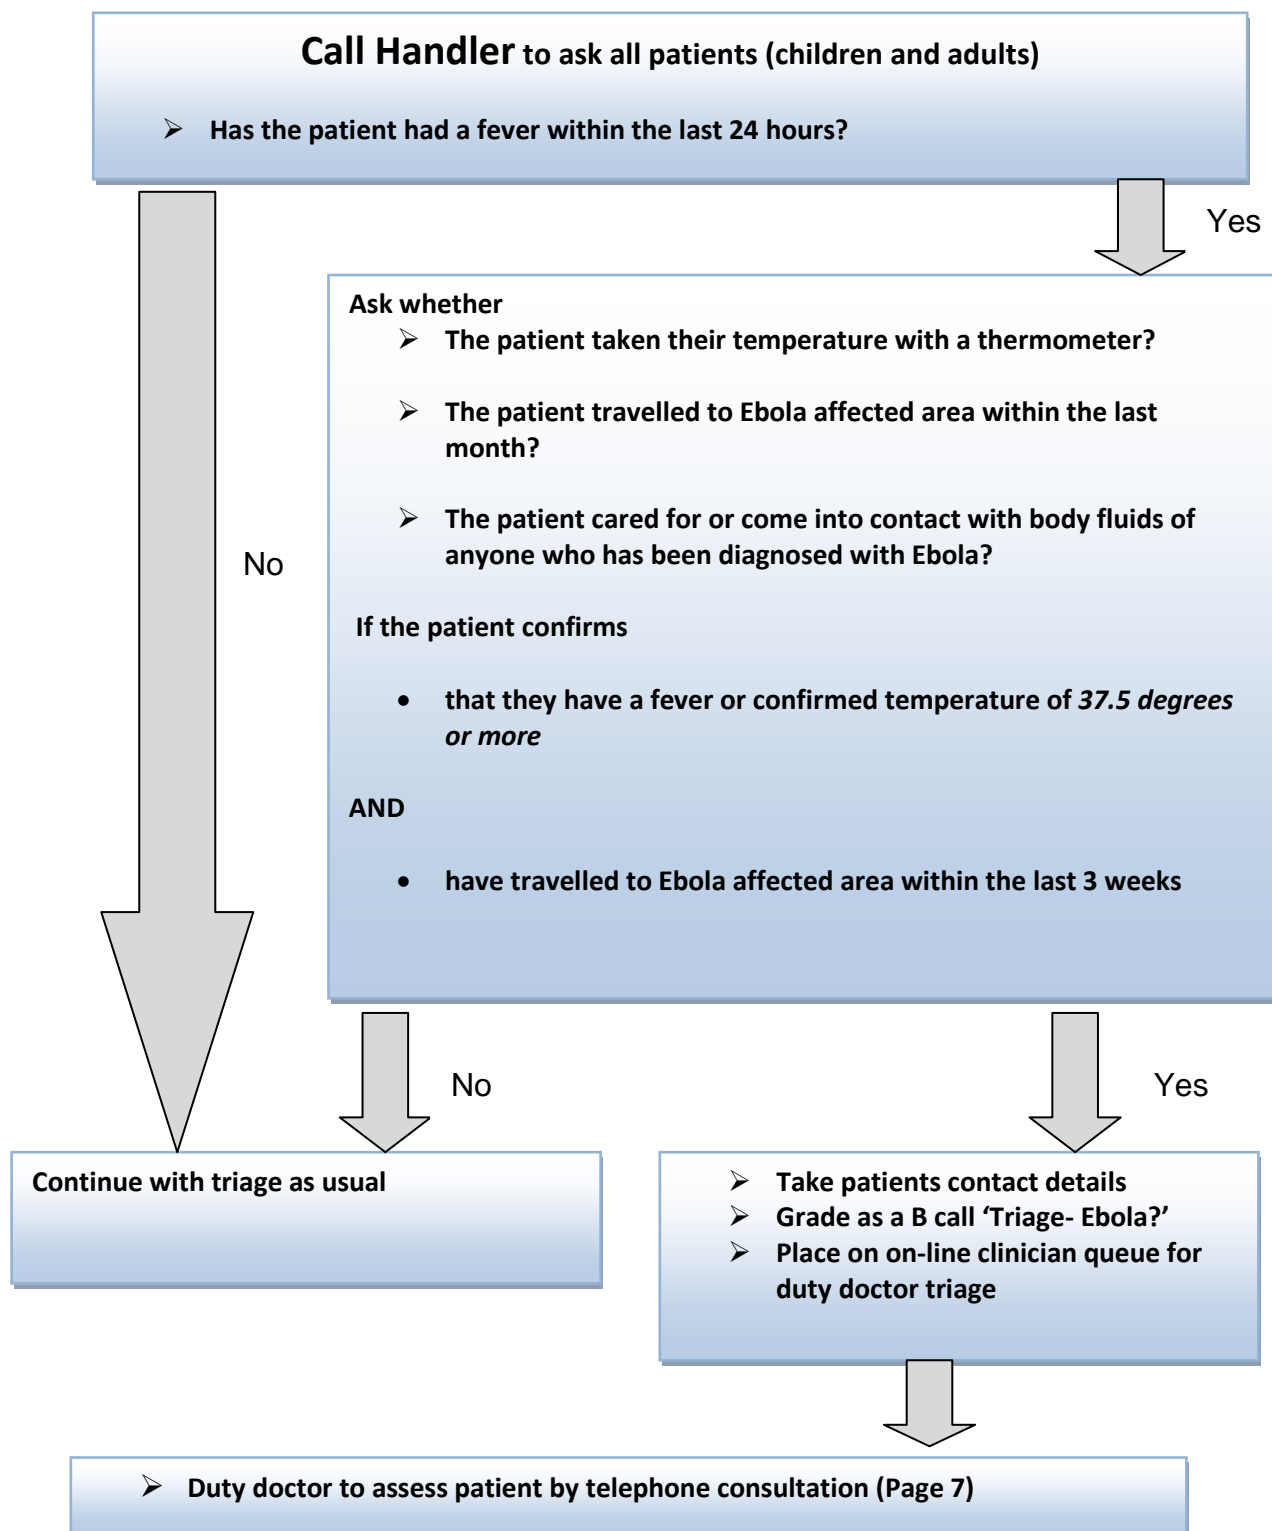 Call Handler to ask all patients (children and adults)
➢ Has the patient had a fever within the last 24 hours?
Yes
Ask whether
➢ The patient taken their temperature with a thermometer?
➢ The patient travelled to Ebola affected area within the last
month?
➢ The patient cared for or come into contact with body fluids of
anyone who has been diagnosed with Ebola?
No
If the patient confirms
• that they have a fever or confirmed temperature of 37.5 degrees
or more
AND
• have travelled to Ebola affected area within the last 3 weeks
No
Yes
Continue with triage as usual
➢ Take patients contact details
➢ Grade as a B call ‘Triage- Ebola?’
➢ Place on on-line clinician queue for
duty doctor triage
➢ Duty doctor to assess patient by telephone consultation (Page 7)